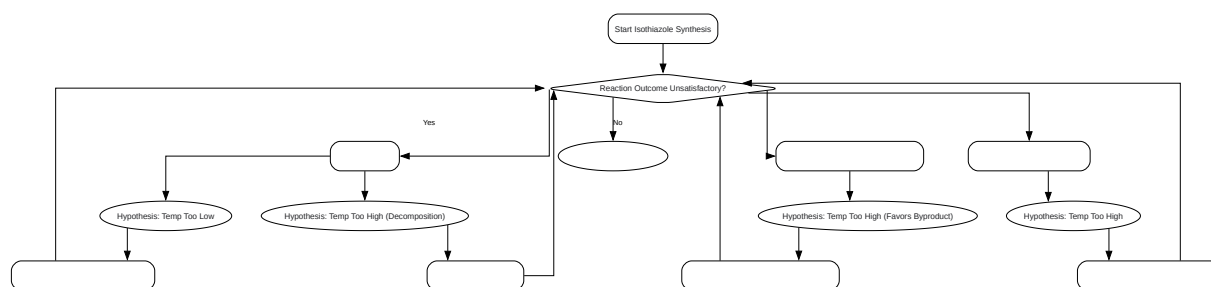 Start Isothiazole Synthesis
Reaction Outcome Unsatisfactory?
Yes
No
Hypothesis: Temp Too Low
Hypothesis: Temp Too High (Decomposition)
Hypothesis: Temp Too High (Favors Byproduct)
Hypothesis: Temp Too High